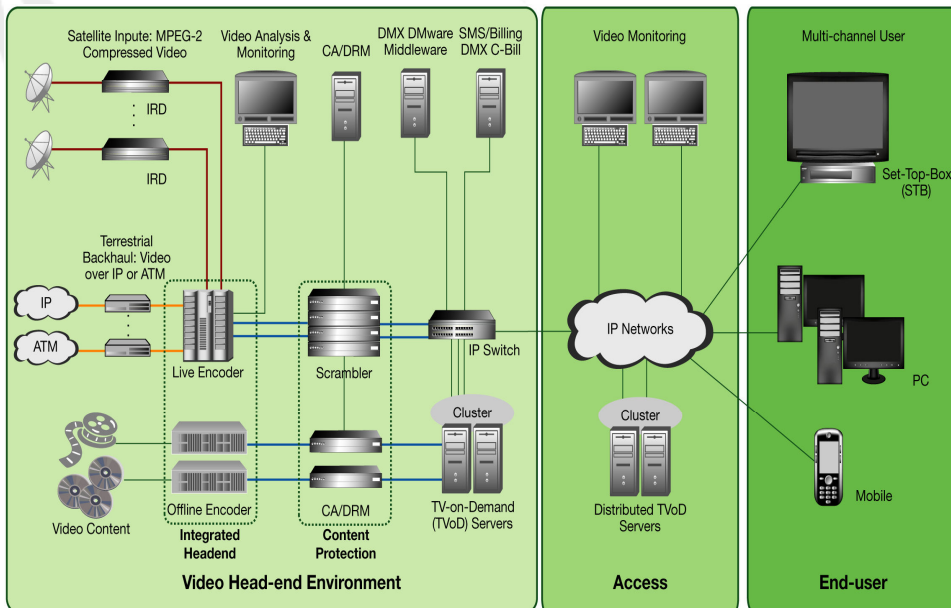 Satellite Inpute: MPEG-2
Compressed Video
IRD
IRD
Video Analysis &
Monitoring
CA/DRM
DMX DMware
Middleware
SMS/Billing
DMX C-Bill
Terrestrial
Backhaul: Video
over IP or ATM
IP
ATM
Live Encoder
Scrambler
IP Switch
Cluster
Video Content
Offline Encoder
CA/DRM
TV-on-Demand
(TVoD) Servers
Integrated
Headend
Content
Protection
Video Head-end Environment
Video Monitoring
IP Networks
Cluster
Distributed TVoD
Servers
Access
Multi-channel User
Set-Top-Box
(STB)
PC
Mobile
End-user